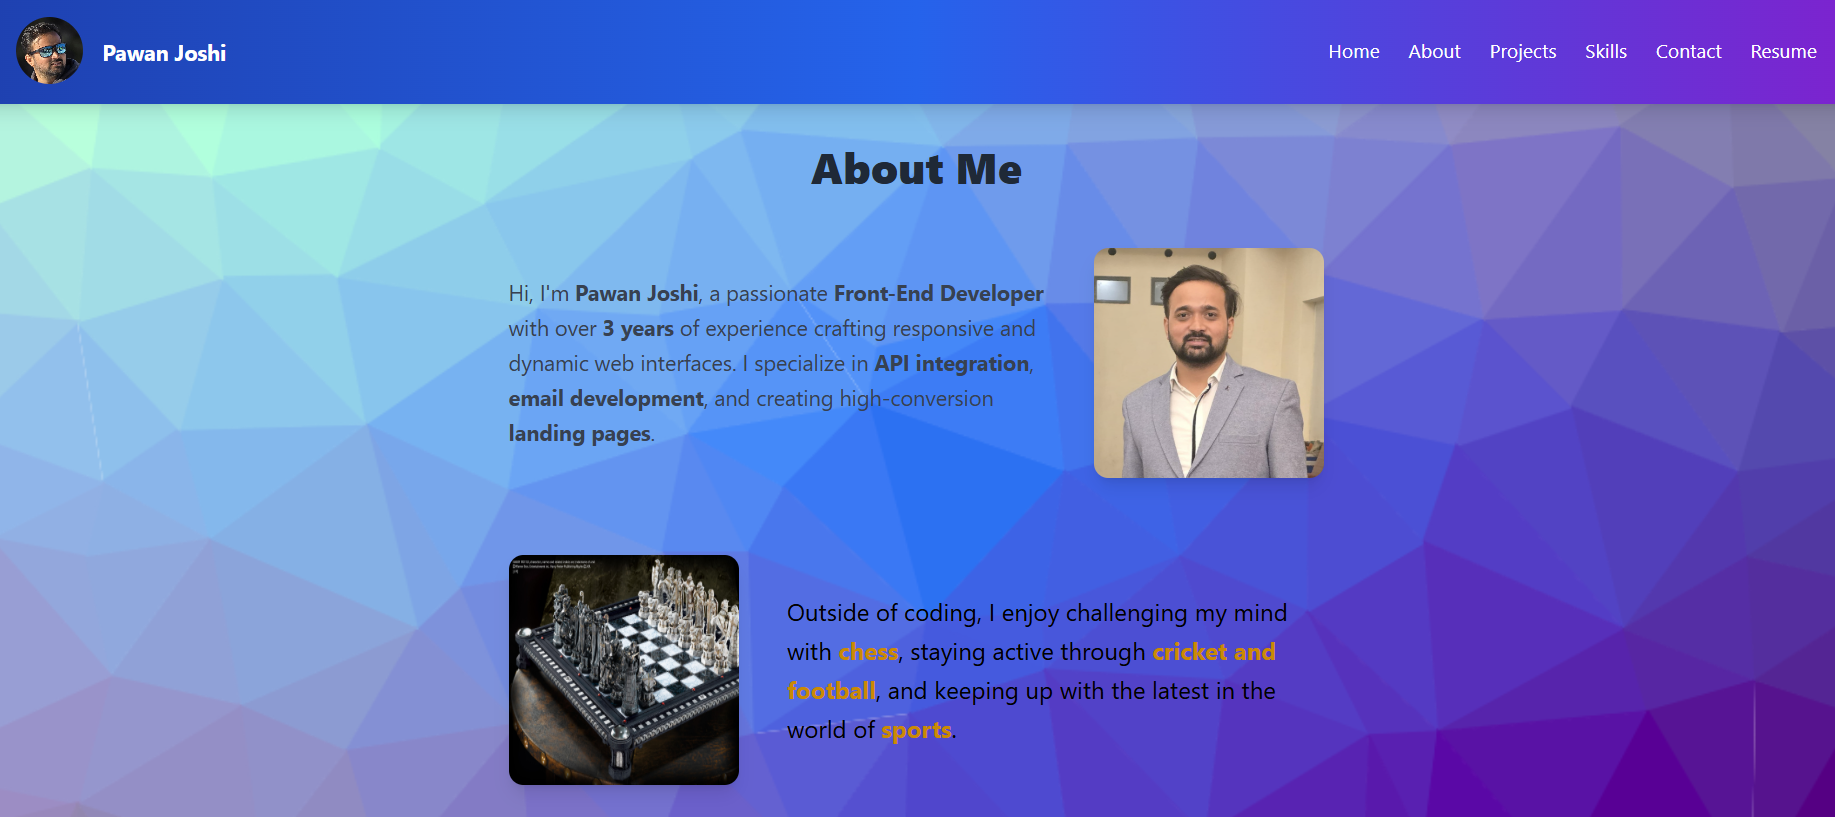 Pawan Joshi
Home About Projects Skills Contact Resume
About Me
Hi, I'm Pawan Joshi, a passionate Front-End Developer
with over 3 years of experience crafting responsive and
dynamic web interfaces. I specialize in API integration,
email development, and creating high-conversion
landing pages.
Outside of coding, I enjoy challenging my mind
with chess, staying active through cricket and
football, and keeping up with the latest in the
world of sports.